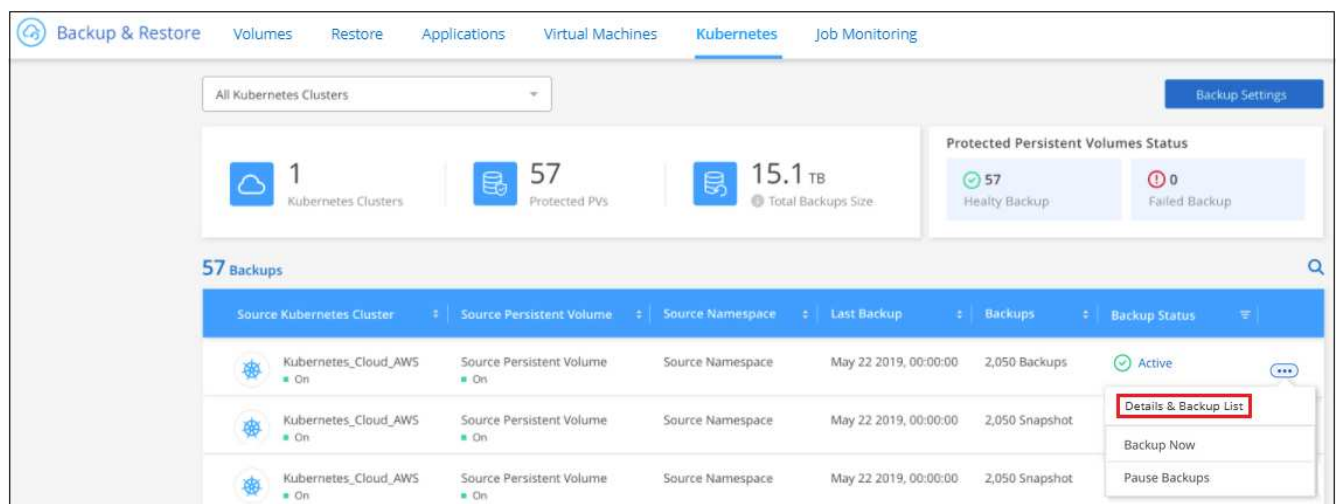 Backup & Restore Volumes Restore Applications Virtual Machines Kubernetes Job Monitoring
All Kubernetes Clusters Backup Settings
Protected Persistent Volumes Status
1 57 15.1 TB 57 0
Kubernetes Clusters Protected PVs Total Backups Size Healty Backup Failed Backup
57 Backups
Source Kubernetes Cluster Source Persistent Volume Source Namespace Last Backup Backups Backup Status
Kubernetes_Cloud_AWS Source Persistent Volume Source Namespace May 22 2019, 00:00:00 2,050 Backups Active
On On
Details & Backup List
Kubernetes_Cloud_AWS Source Persistent Volume Source Namespace May 22 2019, 00:00:00 2,050 Snapshot
On On
Backup Now
Kubernetes_Cloud_AWS Source Persistent Volume Source Namespace May 22 2019, 00:00:00 2,050 Snapshot Pause Backups
On On